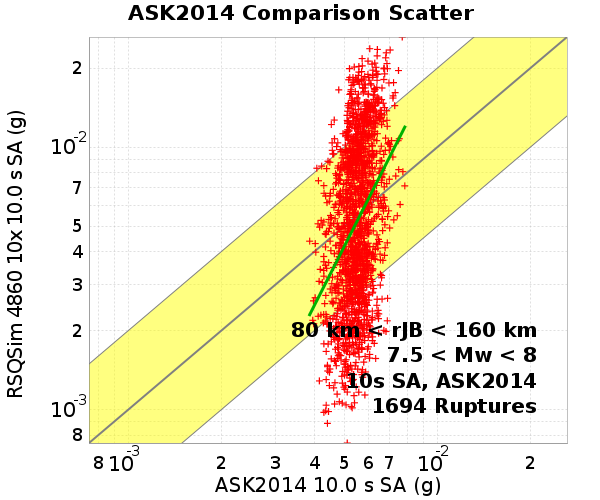 ASK2014 Comparison Scatter
RSQSim 4860 10x 10.0 s SA (g)
2
10-2
7
5
4
3
2
10-3
8
80 km < rJB < 160 km
7.5 < Mw < 8
10s SA, ASK2014
1694 Ruptures
8 10-3 2 3 4 5 6 7 10-2 2
ASK2014 10.0 s SA (g)